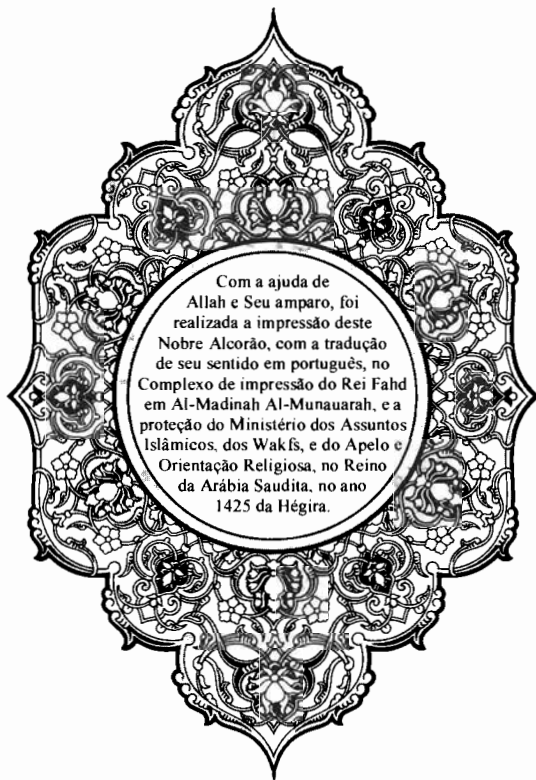 Com a ajuda de
Allah e Seu amparo, foi
realizada a impressão deste
Nobre Alcorão, com a tradução
de seu sentido em português, no
Complexo de impressão do Rei Fahd
em Al-Madinah Al-Munauarah, e a
proteção do Ministério dos Assuntos
Islâmicos, dos Wakfs, e do Apelo e
Orientação Religiosa, no Reino
da Arábia Saudita, no ano
1425 da Hégira.